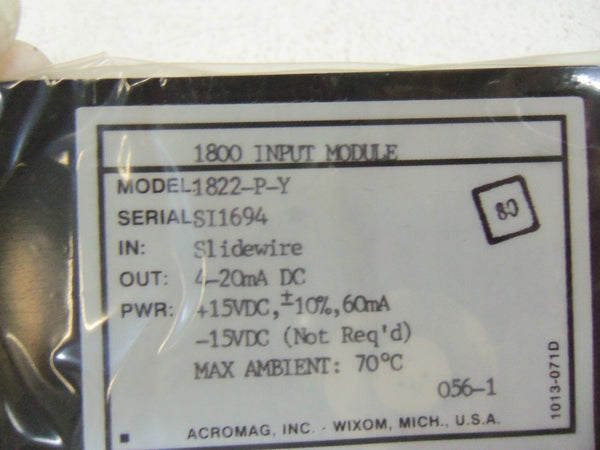 1800 INPUT MODULE
MODEL: 1822-P-Y
SERIAL SI1694
IN: Slidewire
OUT: 4-20mA DC
PWR: +15VDC,±10%,60mA
-15VDC (Not Req'd)
MAX AMBIENT: 70°C
056-1
ACROMAG, INC. - WIXOM, MICH., U.S.A.
1013-071D